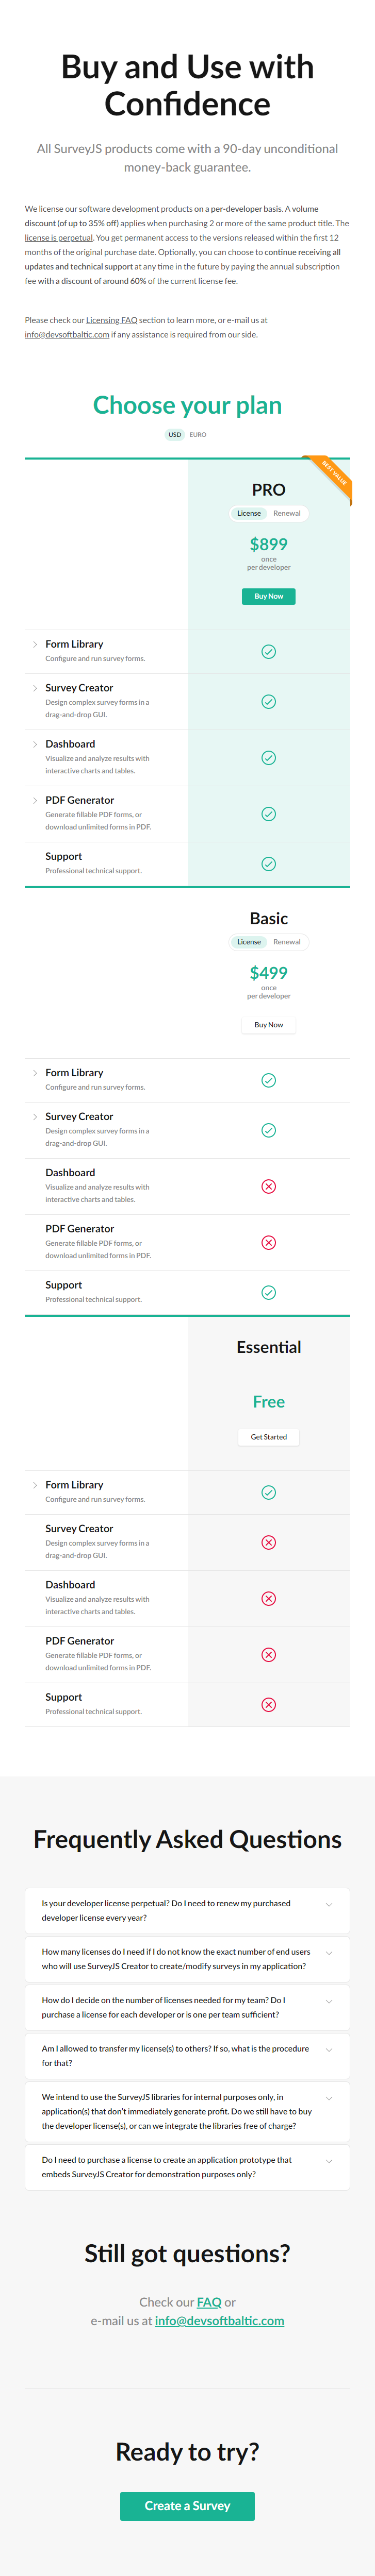 Buy and Use with
Confidence
All SurveyJS products come with a 90-day unconditional
money-back guarantee.
We license our software development products on a per-developer basis. A volume
discount (of up to 35% off) applies when purchasing 2 or more of the same product title. The
license is perpetual. You get permanent access to the versions released within the first 12
months of the original purchase date. Optionally, you can choose to continue receiving all
updates and technical support at any time in the future by paying the annual subscription
fee with a discount of around 60% of the current license fee.
Please check our Licensing FAQ section to learn more, or e-mail us at
info@devsoftbaltic.com if any assistance is required from our side.
Choose your plan
USD EURO
BEST VALUE
PRO
License Renewal
$899
once
per developer
Buy Now
Form Library
Configure and run survey forms.
Survey Creator
Design complex survey forms in a
drag-and-drop GUI.
Dashboard
Visualize and analyze results with
interactive charts and tables.
PDF Generator
Generate fillable PDF forms, or
download unlimited forms in PDF.
Support
Professional technical support.
Basic
License Renewal
$499
once
per developer
Buy Now
Form Library
Configure and run survey forms.
Survey Creator
Design complex survey forms in a
drag-and-drop GUI.
Dashboard
Visualize and analyze results with
interactive charts and tables.
PDF Generator
Generate fillable PDF forms, or
download unlimited forms in PDF.
Support
Professional technical support.
Essential
Free
Get Started
Form Library
Configure and run survey forms.
Survey Creator
Design complex survey forms in a
drag-and-drop GUI.
Dashboard
Visualize and analyze results with
interactive charts and tables.
PDF Generator
Generate fillable PDF forms, or
download unlimited forms in PDF.
Support
Professional technical support.
Frequently Asked Questions
Is your developer license perpetual? Do I need to renew my purchased
developer license every year?
How many licenses do I need if I do not know the exact number of end users
who will use SurveyJS Creator to create/modify surveys in my application?
How do I decide on the number of licenses needed for my team? Do I
purchase a license for each developer or is one per team sufficient?
Am I allowed to transfer my license(s) to others? If so, what is the procedure
for that?
We intend to use the SurveyJS libraries for internal purposes only, in
application(s) that don't immediately generate profit. Do we still have to buy
the developer license(s), or can we integrate the libraries free of charge?
Do I need to purchase a license to create an application prototype that
embeds SurveyJS Creator for demonstration purposes only?
Still got questions?
Check our FAQ or
e-mail us at info@devsoftbaltic.com
Ready to try?
Create a Survey